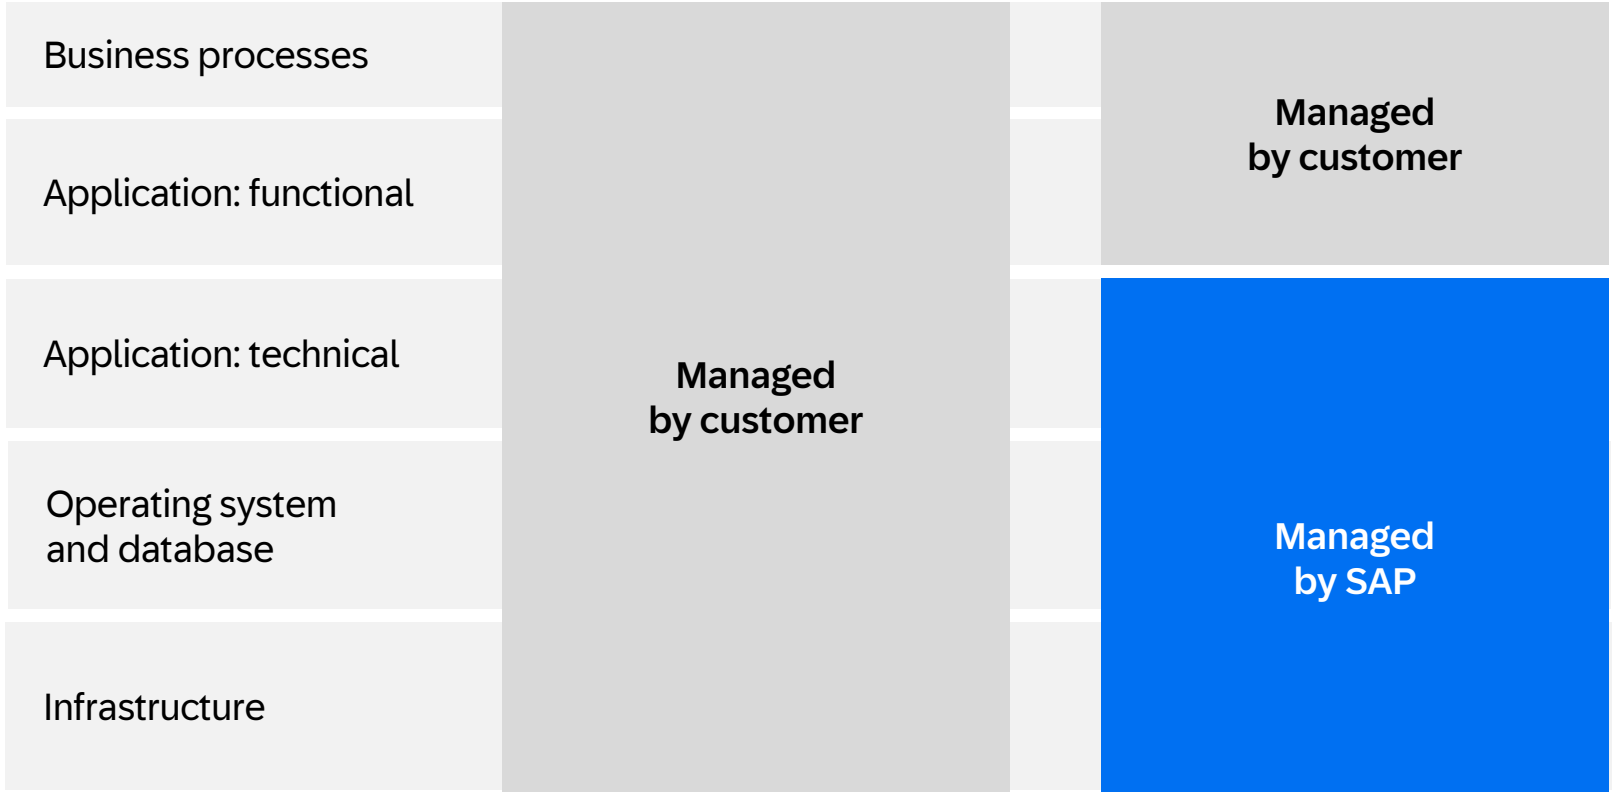 Business processes
Application: functional
Application: technical
Operating system
and database
Infrastructure
Managed
by customer
Managed
by customer
Managed
by SAP